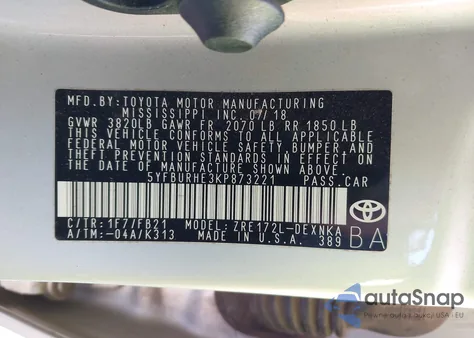 MFD.BY: TOYOTA MOTOR MANUFACTURING
MISSISSIPPI, INC. 07/18
GVWR 3820LB GAWR FR 2070 LB RR 1850 LB
THIS VEHICLE CONFORMS TO ALL APPLICABLE
FEDERAL MOTOR VEHICLE SAFETY, BUMPER, AND
THEFT PREVENTION STANDARDS IN EFFECT ON
THE DATE OF MANUFACTURE SHOWN ABOVE.
5YFBURHE3KP873221 PASS.CAR
C/TR: 1F7/FB21 MODEL: ZRE172L-DEXNKA
A/TM: -04A/K313 MADE IN U.S.A. 389
TOYOTA
BA
autoSnap